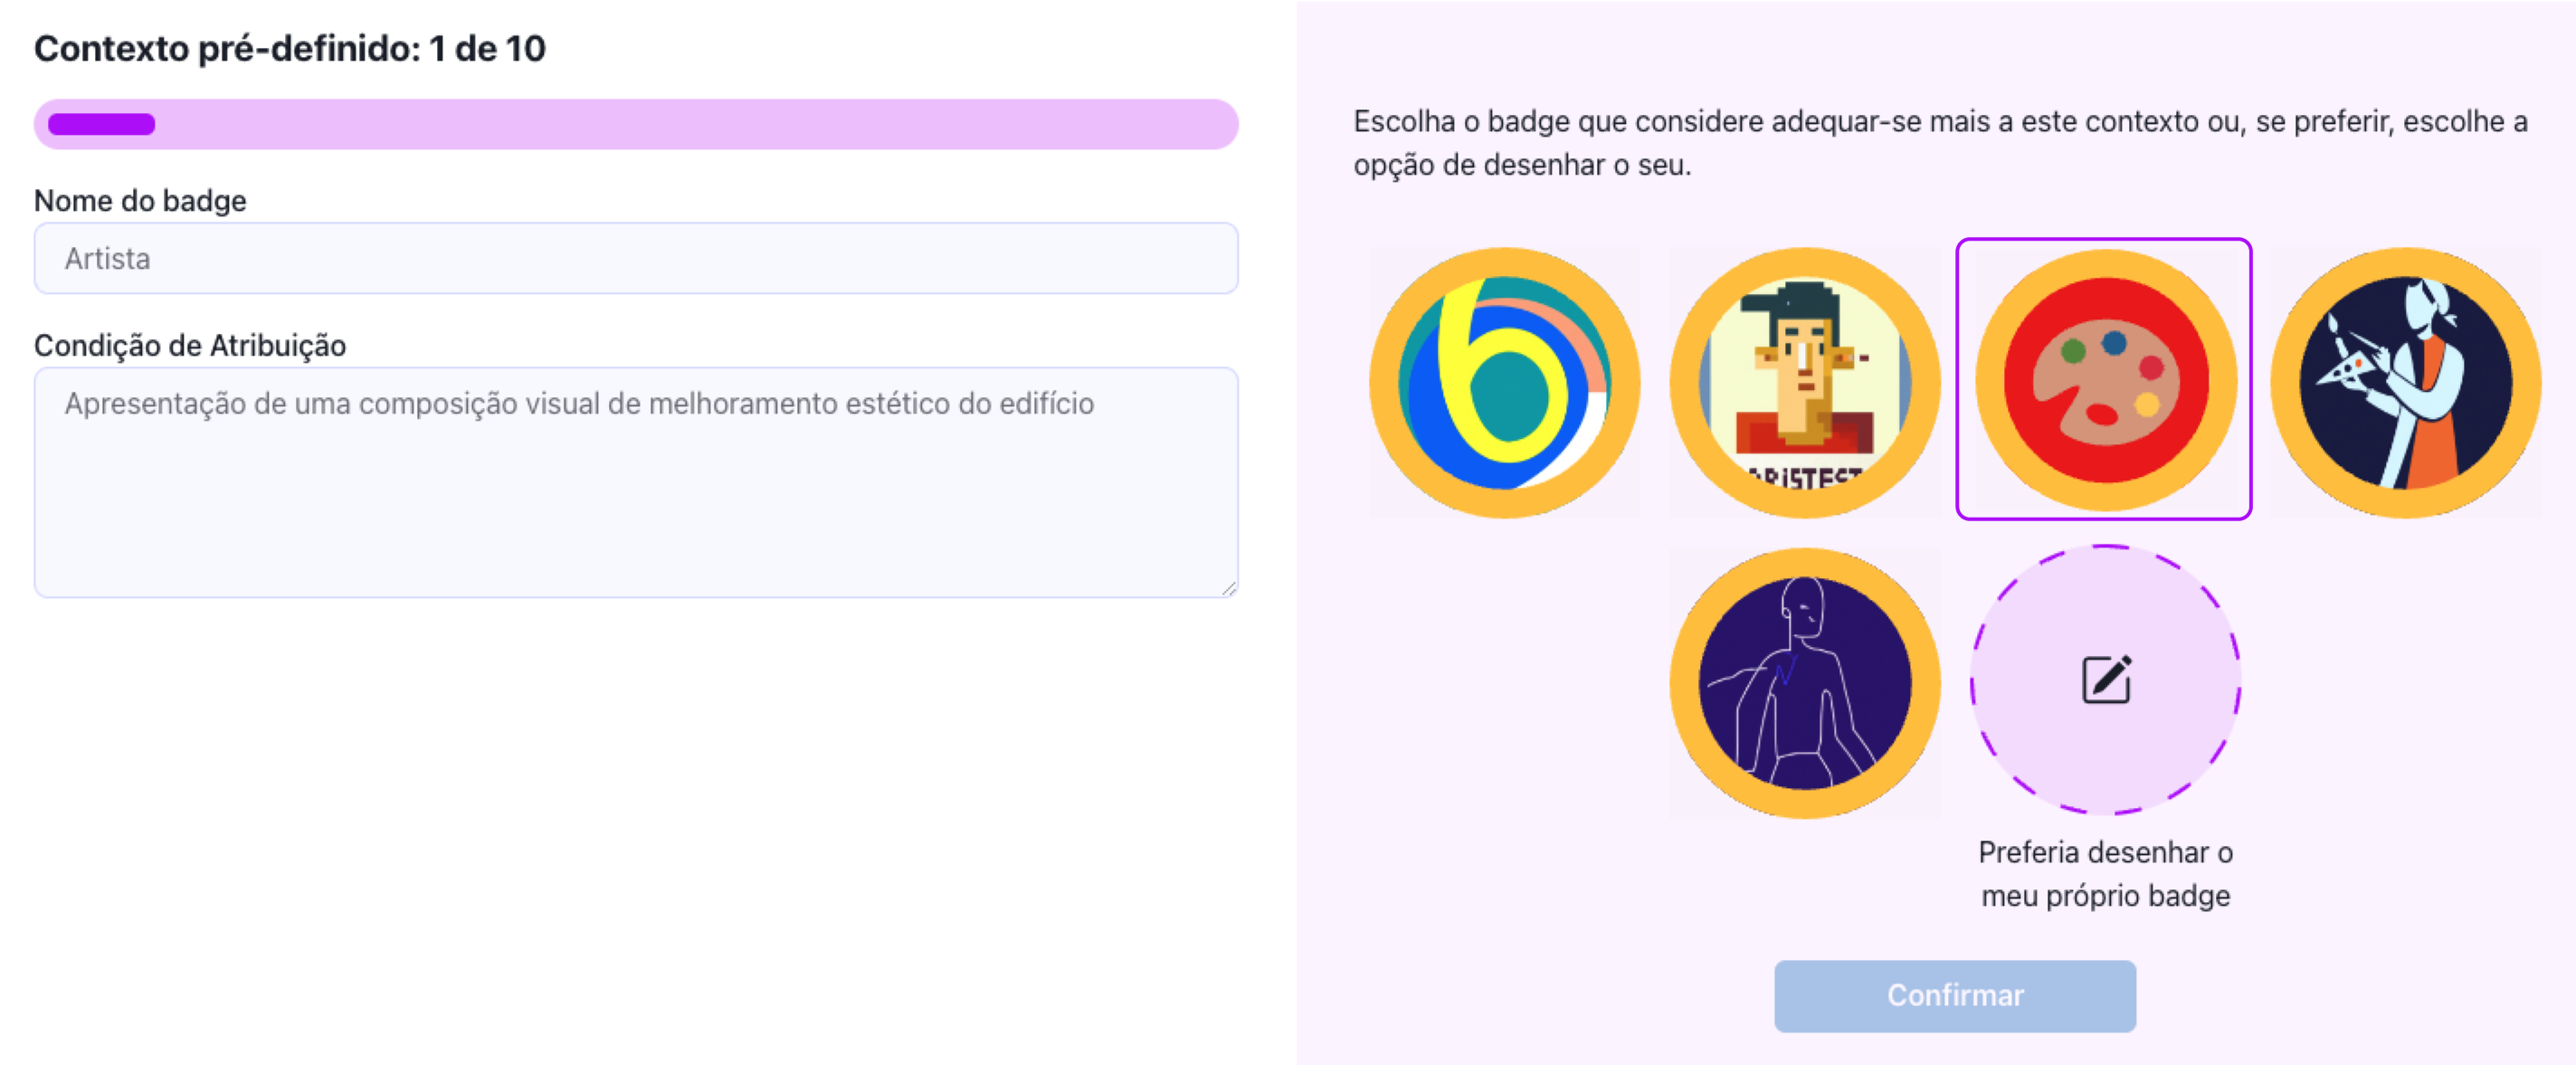 Contexto pré-definido: 1 de 10
Nome do badge
Artista
Condição de Atribuição
Apresentação de uma composição visual de melhoramento estético do edifício
Escolha o badge que considere adequar-se mais a este contexto ou, se preferir, escolhe a
opção de desenhar o seu.
Preferia desenhar o
meu próprio badge
Confirmar